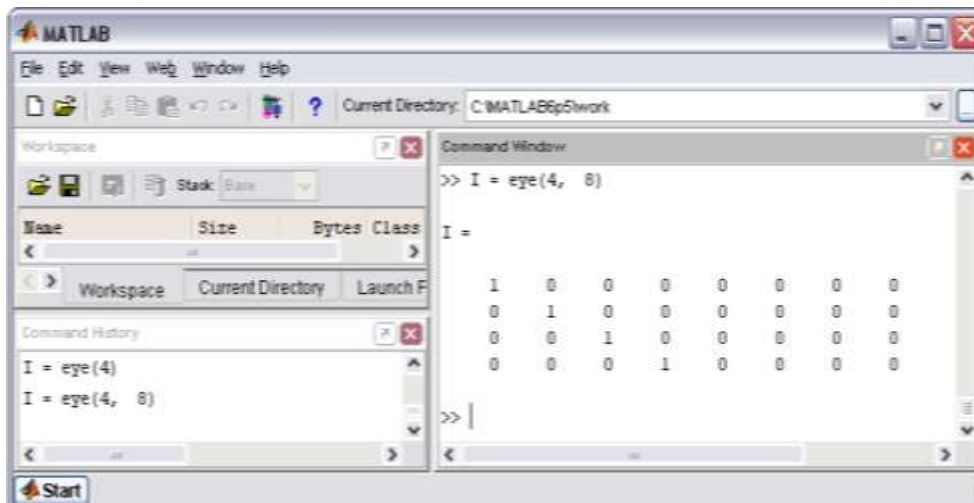 MATLAB
File Edit View Web Window Help
? Current Directory: C:\MATLAB6p5\work
Workspace
Stack: Base
Name Size Bytes Class
Workspace Current Directory Launch P
Command History
I = eye(4)
I = eye(4, 8)
Command Window
>> I = eye(4, 8)
I =
1 0 0 0 0 0 0 0
0 1 0 0 0 0 0 0
0 0 1 0 0 0 0 0
0 0 0 1 0 0 0 0
>>
Start